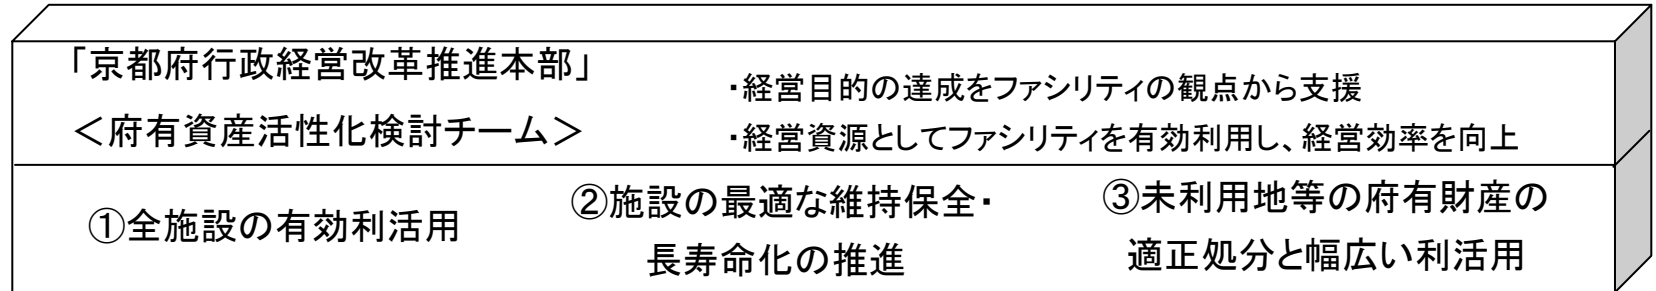 「京都府行政経営改革推進本部」
＜府有資産活性化検討チーム＞
・経営目的の達成をファシリティの観点から支援
・経営資源としてファシリティを有効利用し、経営効率を向上
①全施設の有効利活用
②施設の最適な維持保全・
長寿命化の推進
③未利用地等の府有財産の
適正処分と幅広い利活用